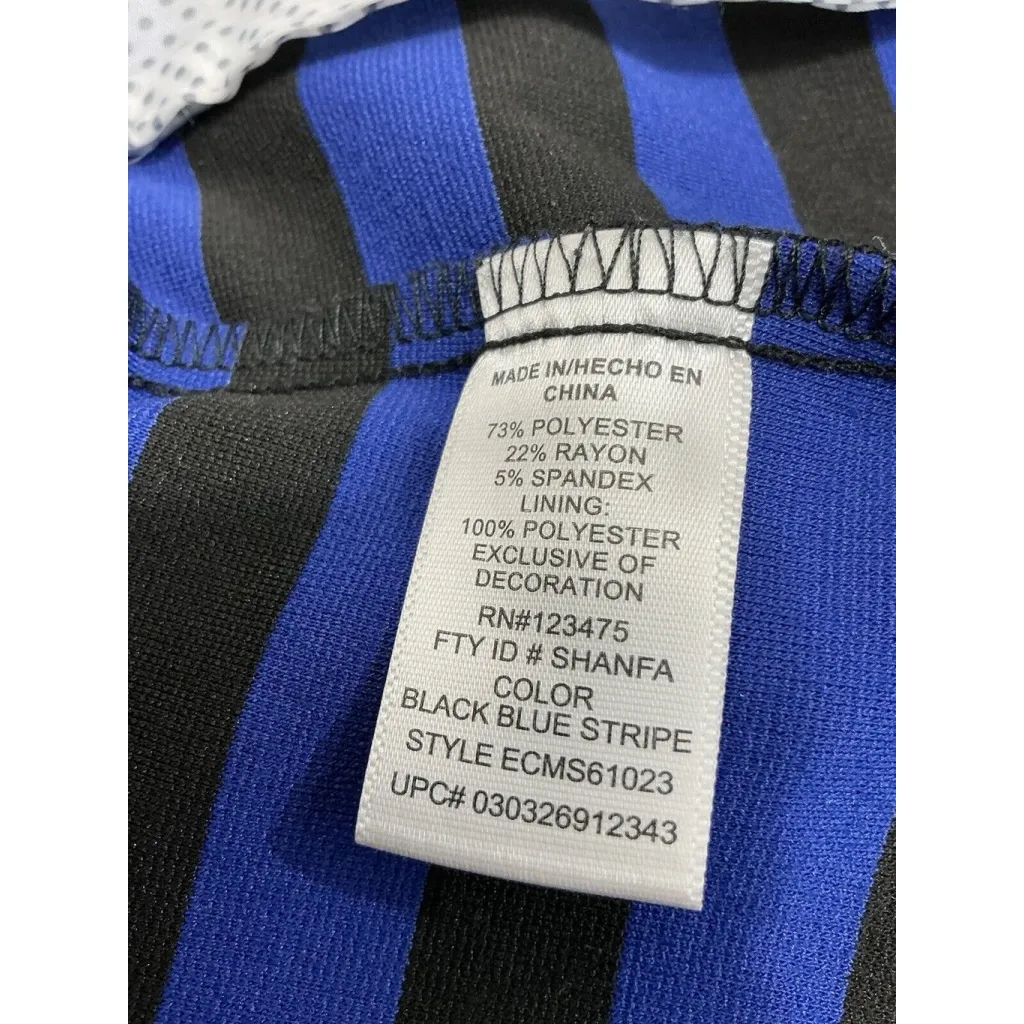 MADE IN/HECHO EN
CHINA
73% POLYESTER
22% RAYON
5% SPANDEX
LINING:
100% POLYESTER
EXCLUSIVE OF
DECORATION
RN#123475
FTY ID # SHANFA
COLOR
BLACK BLUE STRIPE
STYLE ECMS61023
UPC# 030326912343